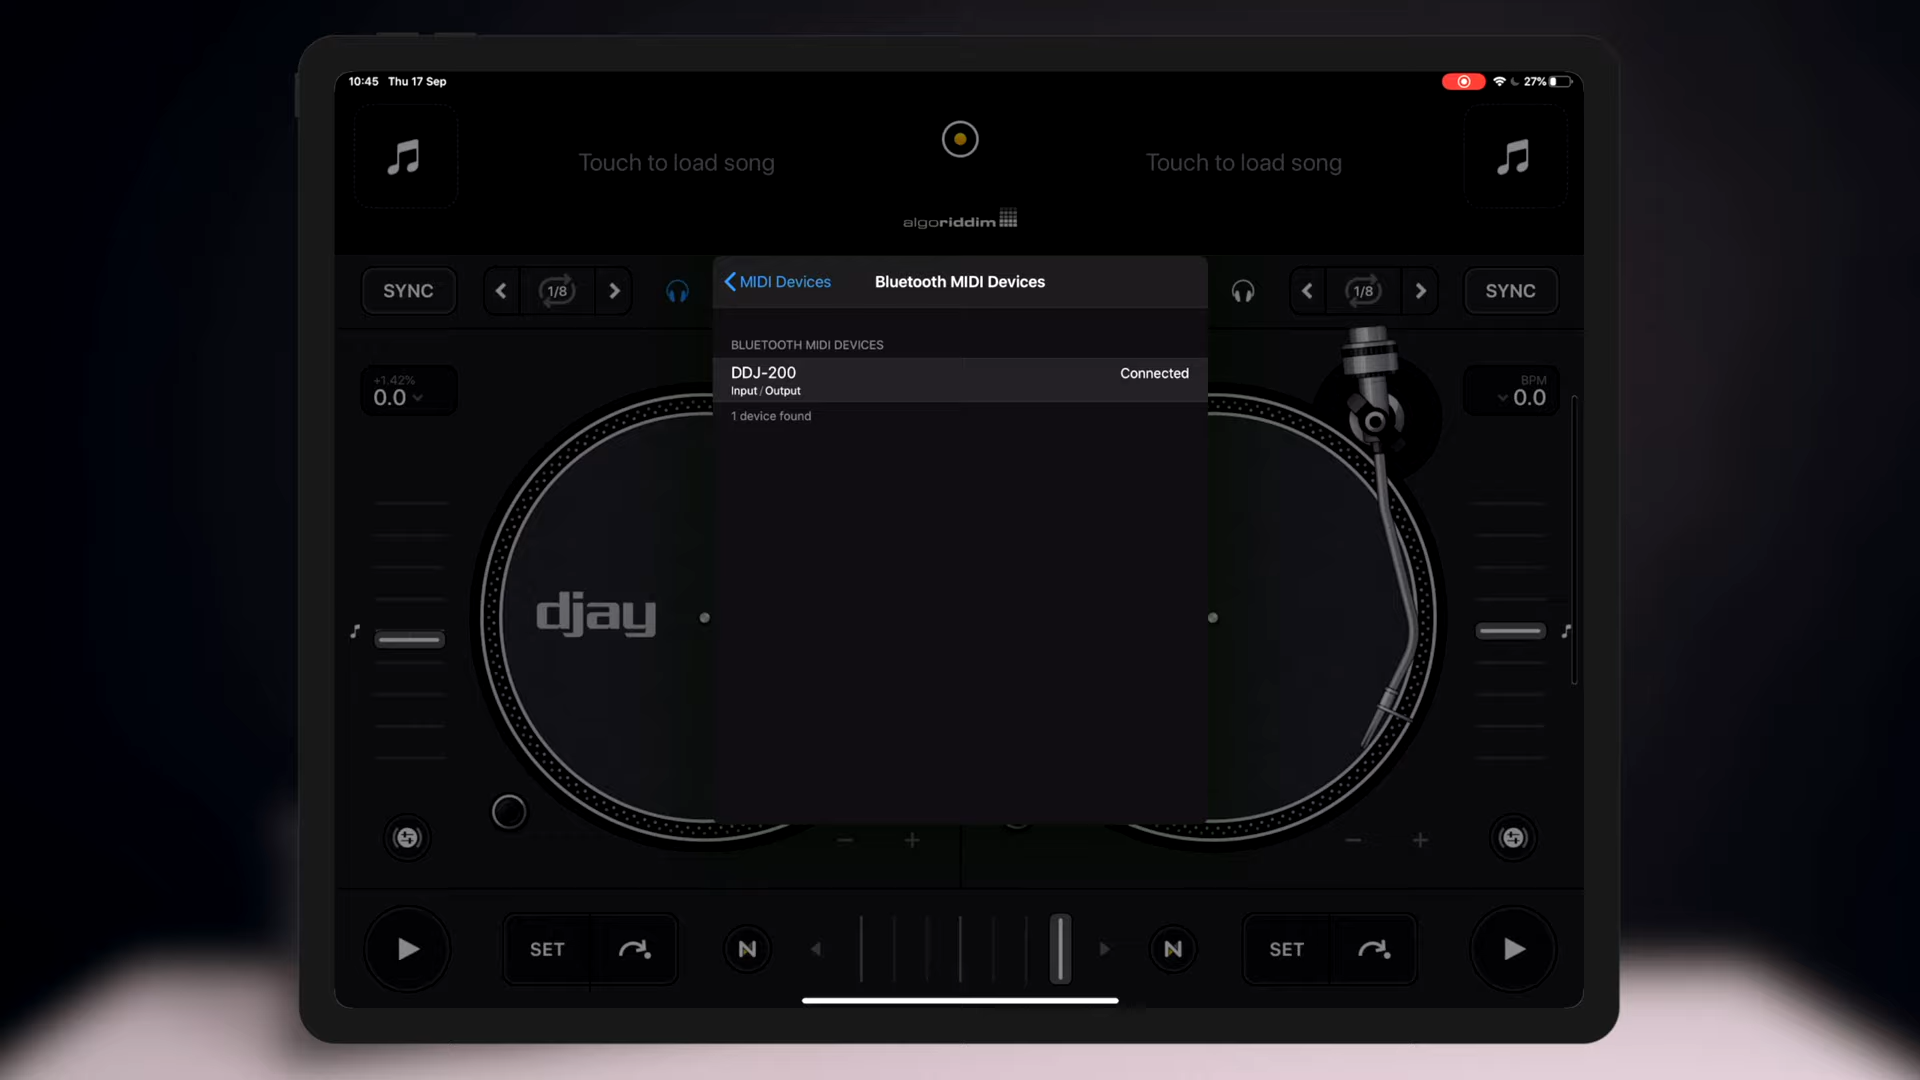 10:45 Thu 17 Sep
27%
Touch to load song
Touch to load song
algoriddim
SYNC
1/8
MIDI Devices
Bluetooth MIDI Devices
1/8
SYNC
BLUETOOTH MIDI DEVICES
DDJ-200
Connected
Input / Output
1 device found
+1.42%
0.0
BPM
0.0
djay
SET
N
N
SET